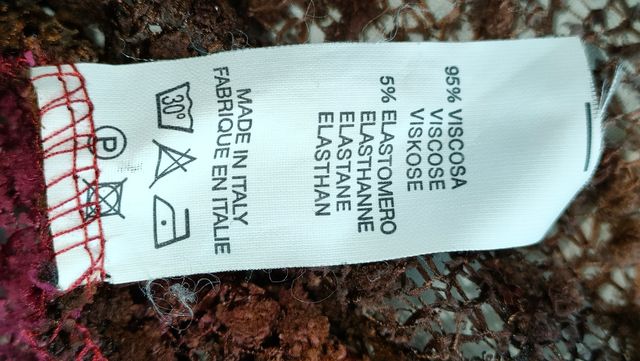 95% VISCOSA
VISCOSE
VISKOSE
5% ELASTOMERO
ELASTHANNE
ELASTANE
ELASTHAN
MADE IN ITALY
FABRIQUE EN ITALIE
30°
P